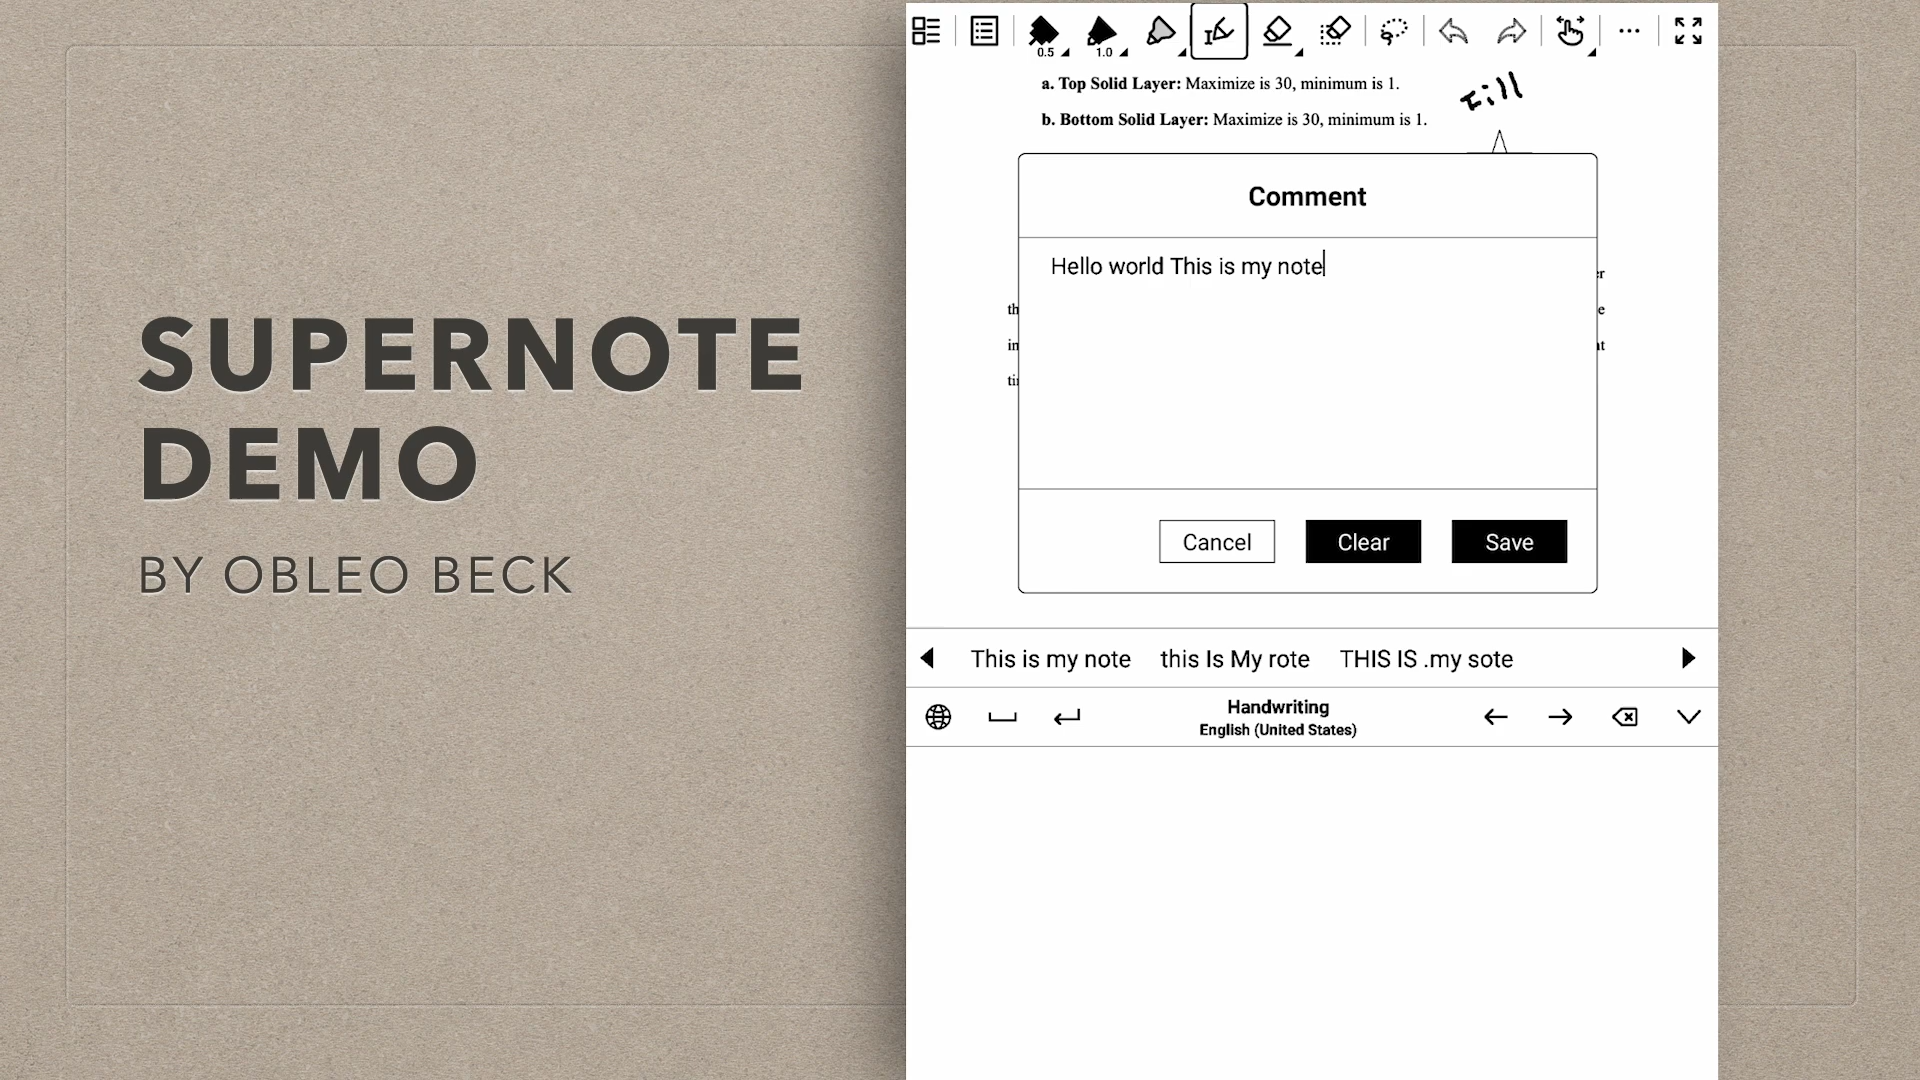 SUPERNOTE
DEMO
BY OBLEO BECK
0.5
1.0
a. Top Solid Layer: Maximize is 30, minimum is 1.
b. Bottom Solid Layer: Maximize is 30, minimum is 1.
Comment
Hello world This is my note
Cancel Clear Save
This is my note this Is My rote THIS IS .my sote
Handwriting
English (United States)